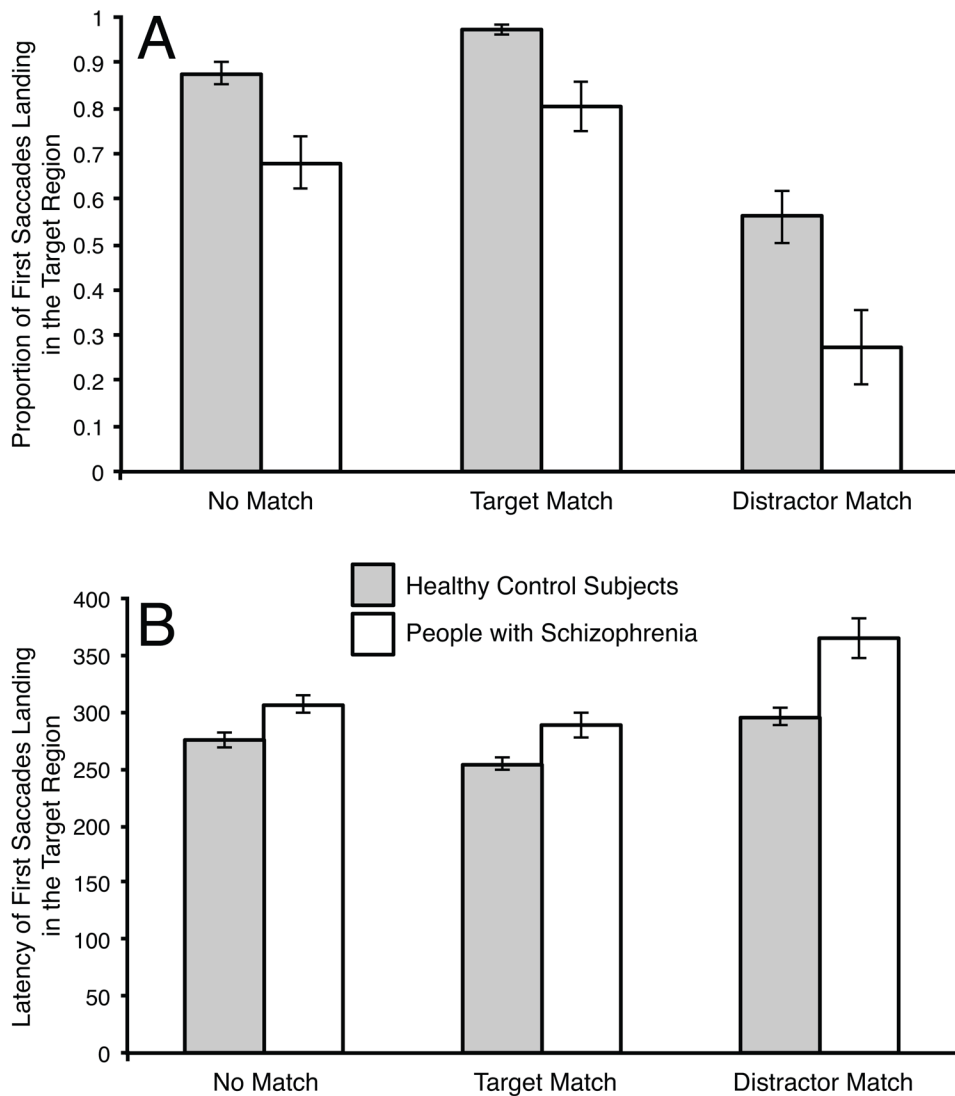 A
Proportion of First Saccades Landing
in the Target Region
1
0.9
0.8
0.7
0.6
0.5
0.4
0.3
0.2
0.1
0
No Match
Target Match
Distractor Match
B
Healthy Control Subjects
People with Schizophrenia
Latency of First Saccades Landing
in the Target Region
400
350
300
250
200
150
100
50
0
No Match
Target Match
Distractor Match